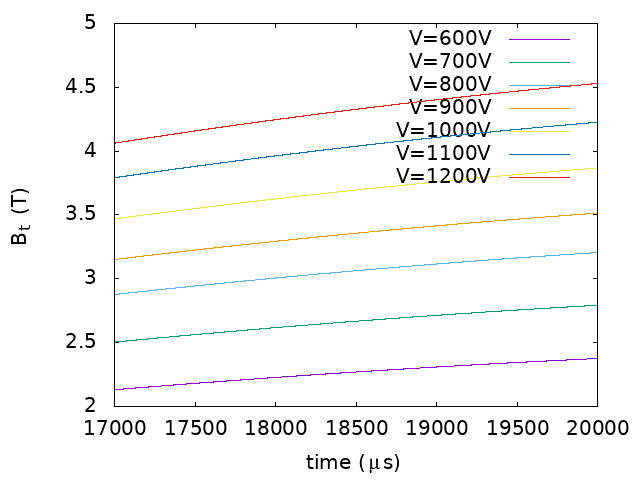 5
4.5
4
3.5
3
2.5
2
17000 17500 18000 18500 19000 19500 20000
B_t (T)
time (μs)
V=600V
V=700V
V=800V
V=900V
V=1000V
V=1100V
V=1200V